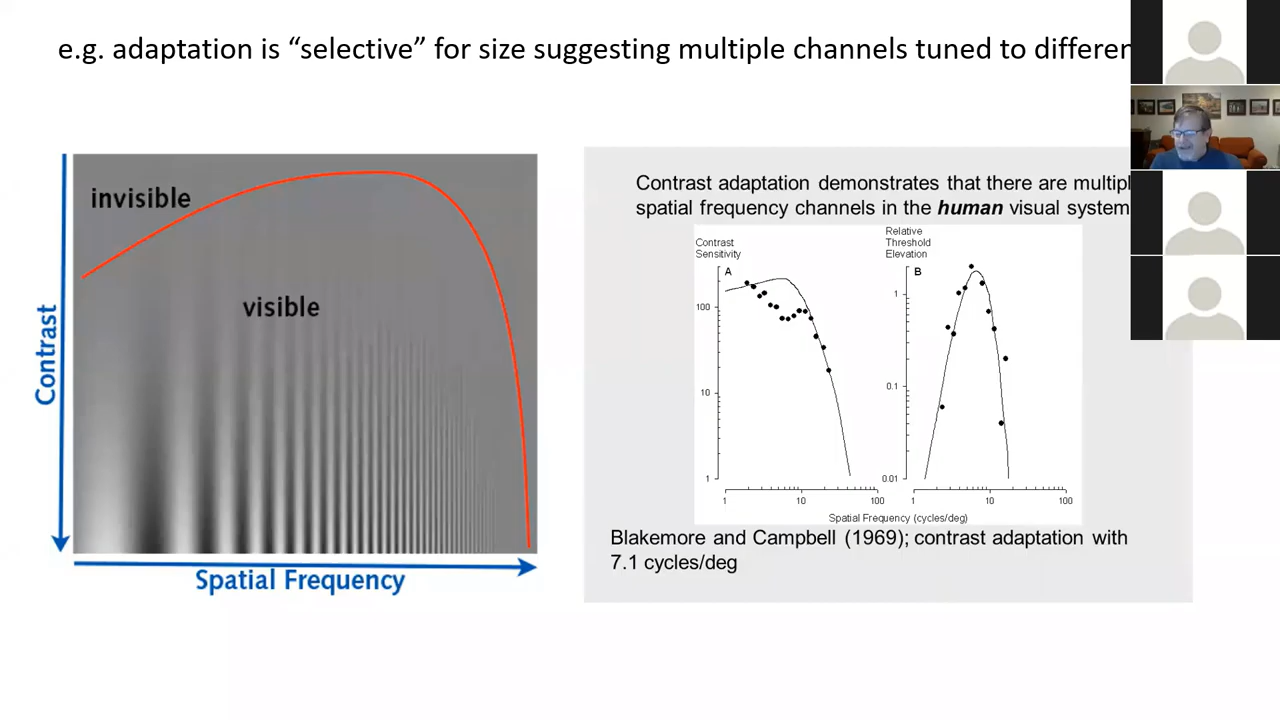 e.g. adaptation is “selective” for size suggesting multiple channels tuned to differen
invisible
visible
Contrast
Spatial Frequency
Contrast adaptation demonstrates that there are multipl
spatial frequency channels in the human visual system
Contrast
Sensitivity
A
100
10
1
1
10
100
Relative
Threshold
Elevation
B
1
0.1
0.01
1
10
100
Spatial Frequency (cycles/deg)
Blakemore and Campbell (1969); contrast adaptation with
7.1 cycles/deg